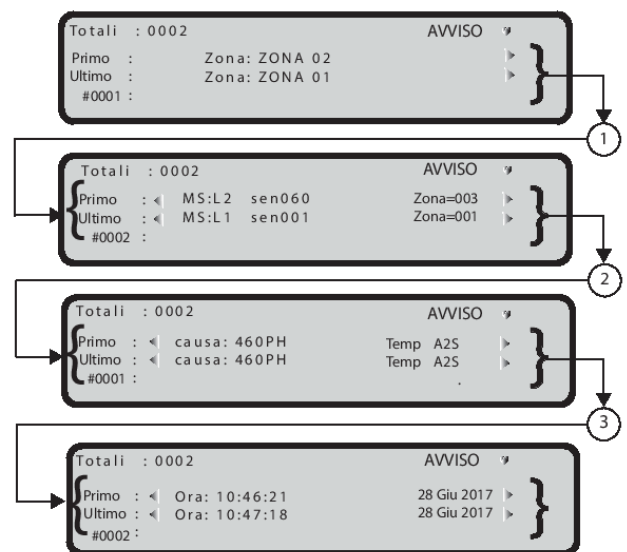 Totali : 0002 AVVISO
Primo : Zona: ZONA 02
Ultimo : Zona: ZONA 01
#0001 :
1
Totali : 0002 AVVISO
Primo : MS:L2 sen060 Zona=003
Ultimo : MS:L1 sen001 Zona=001
#0002 :
2
Totali : 0002 AVVISO
Primo : causa: 460PH Temp A2S
Ultimo : causa: 460PH Temp A2S
#0001 : .
3
Totali : 0002 AVVISO
Primo : Ora: 10:46:21 28 Giu 2017
Ultimo : Ora: 10:47:18 28 Giu 2017
#0002 :